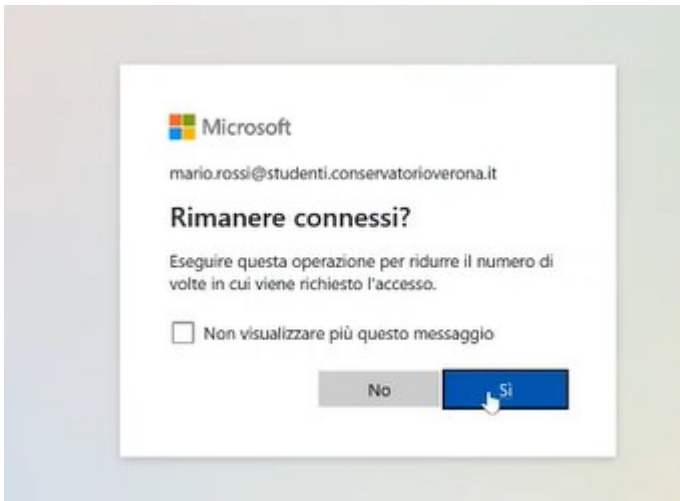 Microsoft
mario.rossi@studenti.conservatorioverona.it
Rimanere connessi?
Eseguire questa operazione per ridurre il numero di
volte in cui viene richiesto l'accesso.
Non visualizzare più questo messaggio
No
Sì